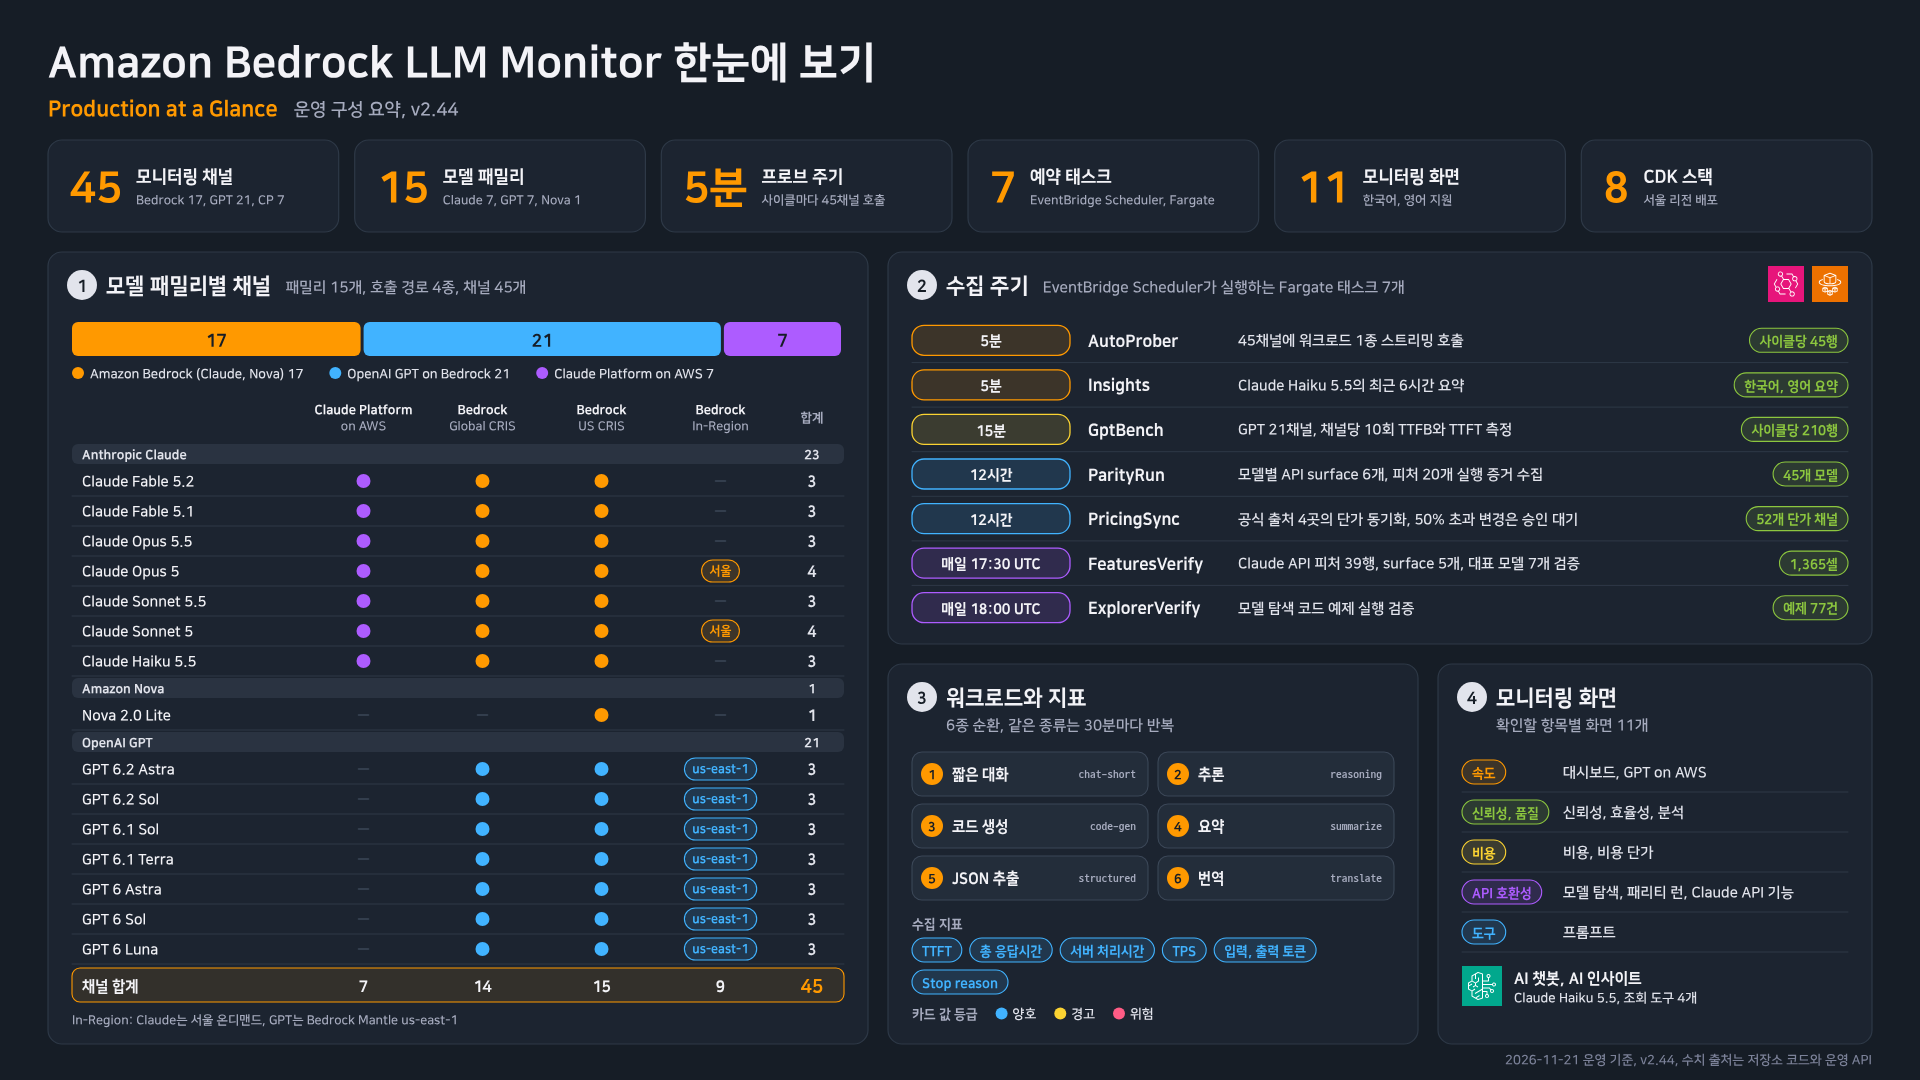 Amazon Bedrock LLM Monitor 한눈에 보기
Production at a Glance 운영 구성 요약, v2.44
45 모니터링 채널
Bedrock 17, GPT 21, CP 7
15 모델 패밀리
Claude 7, GPT 7, Nova 1
5분 프로브 주기
사이클마다 45채널 호출
7 예약 태스크
EventBridge Scheduler, Fargate
11 모니터링 화면
한국어, 영어 지원
8 CDK 스택
서울 리전 배포
1 모델 패밀리별 채널 패밀리 15개, 호출 경로 4종, 채널 45개
17 21 7
Amazon Bedrock (Claude, Nova) 17 OpenAI GPT on Bedrock 21 Claude Platform on AWS 7
Claude Platform on AWS Bedrock Global CRIS Bedrock US CRIS Bedrock In-Region 합계
Anthropic Claude 23
Claude Fable 5.2 — 3
Claude Fable 5.1 — 3
Claude Opus 5.5 — 3
Claude Opus 5 서울 4
Claude Sonnet 5.5 — 3
Claude Sonnet 5 서울 4
Claude Haiku 5.5 — 3
Amazon Nova 1
Nova 2.0 Lite — — — 1
OpenAI GPT 21
GPT 6.2 Astra — us-east-1 3
GPT 6.2 Sol — us-east-1 3
GPT 6.1 Sol — us-east-1 3
GPT 6.1 Terra — us-east-1 3
GPT 6 Astra — us-east-1 3
GPT 6 Sol — us-east-1 3
GPT 6 Luna — us-east-1 3
채널 합계 7 14 15 9 45
In-Region: Claude는 서울 온디맨드, GPT는 Bedrock Mantle us-east-1
2 수집 주기 EventBridge Scheduler가 실행하는 Fargate 태스크 7개
5분 AutoProber 45채널에 워크로드 1종 스트리밍 호출 사이클당 45행
5분 Insights Claude Haiku 5.5의 최근 6시간 요약 한국어, 영어 요약
15분 GptBench GPT 21채널, 채널당 10회 TTFB와 TTFT 측정 사이클당 210행
12시간 ParityRun 모델별 API surface 6개, 피처 20개 실행 증거 수집 45개 모델
12시간 PricingSync 공식 출처 4곳의 단가 동기화, 50% 초과 변경은 승인 대기 52개 단가 채널
매일 17:30 UTC FeaturesVerify Claude API 피처 39행, surface 5개, 대표 모델 7개 검증 1,365셀
매일 18:00 UTC ExplorerVerify 모델 탐색 코드 예제 실행 검증 예제 77건
3 워크로드와 지표
6종 순환, 같은 종류는 30분마다 반복
1 짧은 대화 chat-short 2 추론 reasoning
3 코드 생성 code-gen 4 요약 summarize
5 JSON 추출 structured 6 번역 translate
수집 지표
TTFT 총 응답시간 서버 처리시간 TPS 입력, 출력 토큰
Stop reason
카드 값 등급 양호 경고 위험
4 모니터링 화면
확인할 항목별 화면 11개
속도 대시보드, GPT on AWS
신뢰성, 품질 신뢰성, 효율성, 분석
비용 비용, 비용 단가
API 호환성 모델 탐색, 패리티 런, Claude API 기능
도구 프롬프트
AI 챗봇, AI 인사이트
Claude Haiku 5.5, 조회 도구 4개
2026-11-21 운영 기준, v2.44, 수치 출처는 저장소 코드와 운영 API